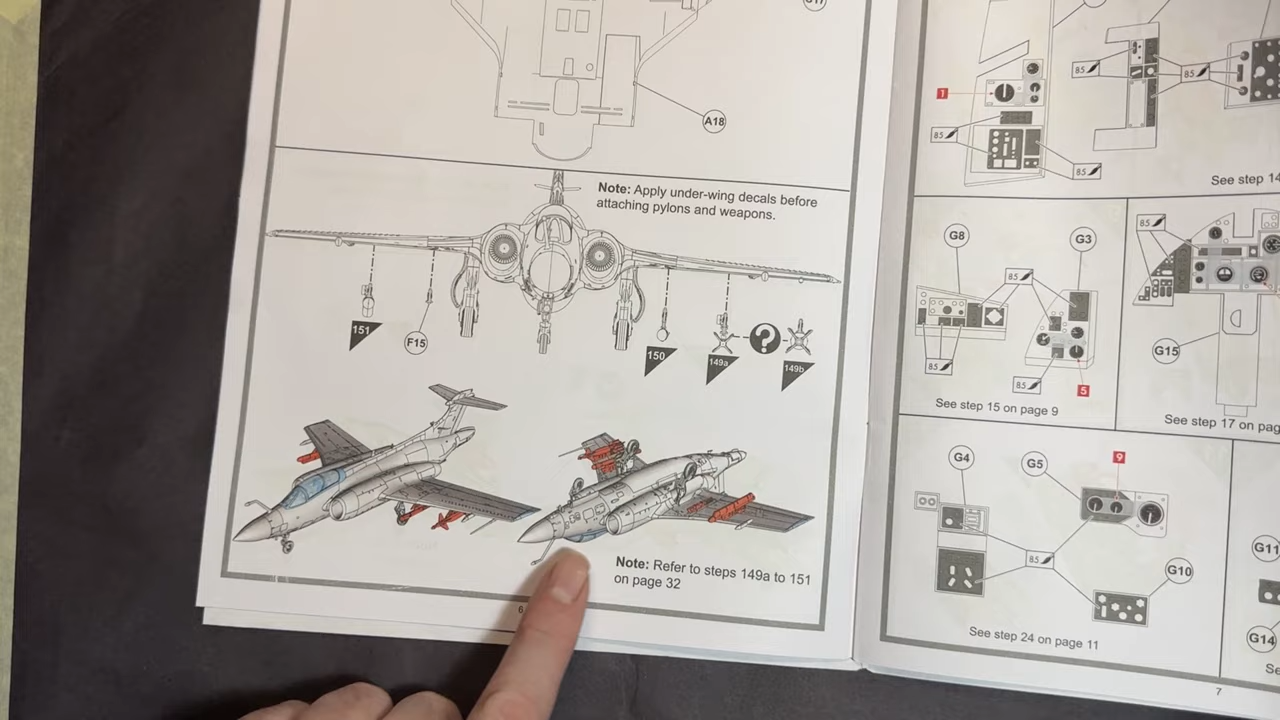 A18
Note: Apply under-wing decals before
attaching pylons and weapons.
151
F15
150
149a
?
149b
Note: Refer to steps 149a to 151
on page 32
6
85
85
1
85
85
See step 14
G8
G3
85
85
85
5
See step 15 on page 9
85
G15
See step 17 on pag
G4
G5
9
85
G10
See step 24 on page 11
G11
G14
Se
7